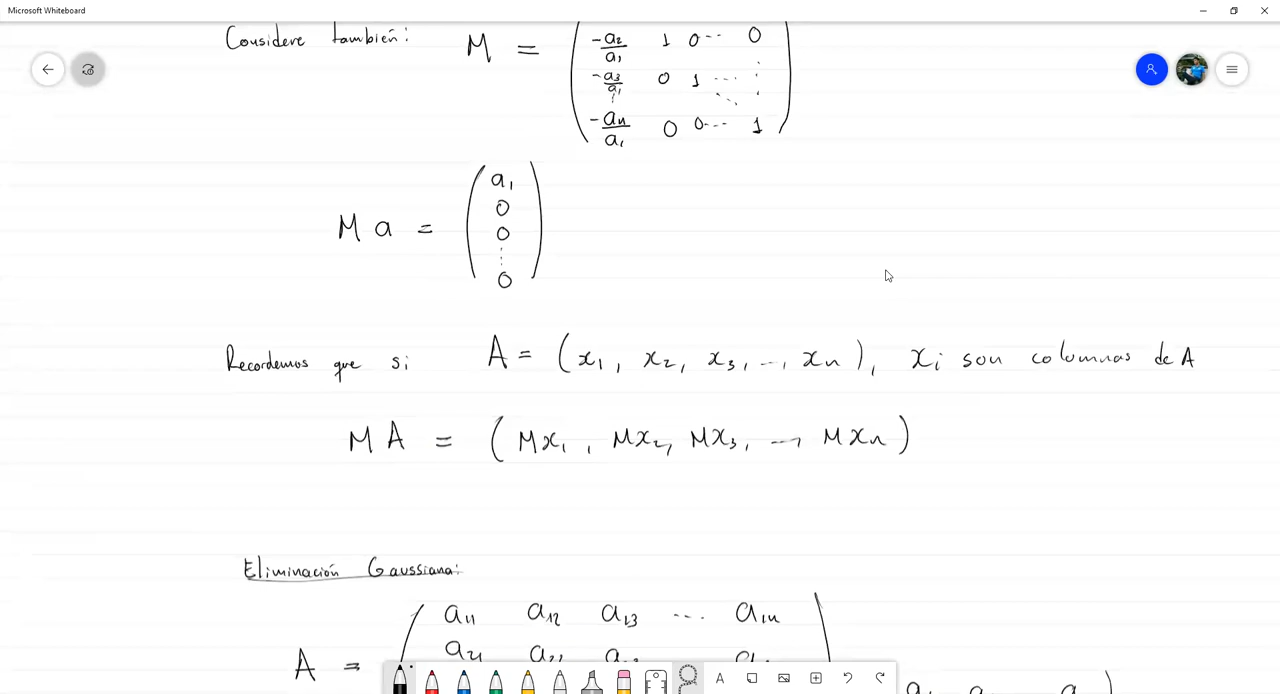 Microsoft Whiteboard
Considere también: M = ( -a₂/a₁ 1 0 ... 0
-a₃/a₁ 0 1 ... ⋮
⋮
-aₙ/a₁ 0 0 ... 1 )
M a = ( a₁
0
0
⋮
0 )
Recordemos que si A = (x₁, x₂, x₃, ..., xₙ), xᵢ son columnas de A
M A = (Mx₁, Mx₂, Mx₃, ..., Mxₙ)
Eliminación Gaussiana:
A = ( a₁₁ a₁₂ a₁₃ ... a₁ₙ
a₂₁ a₂₂